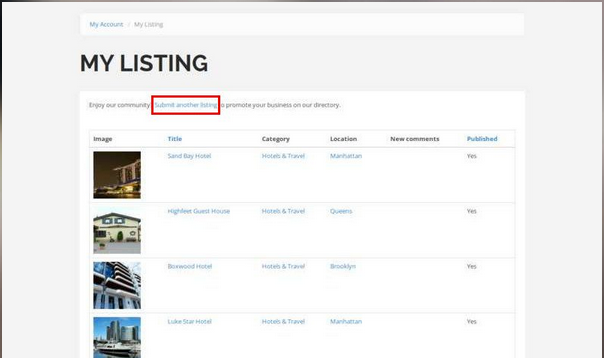 My Account / My Listing
MY LISTING
Enjoy our community Submit another listing to promote your business on our directory.
Image Title Category Location New comments Published
Sand Bay Hotel Hotels & Travel Manhattan Yes
Highfeet Guest House Hotels & Travel Queens Yes
Boxwood Hotel Hotels & Travel Brooklyn Yes
Luke Star Hotel Hotels & Travel Manhattan Yes